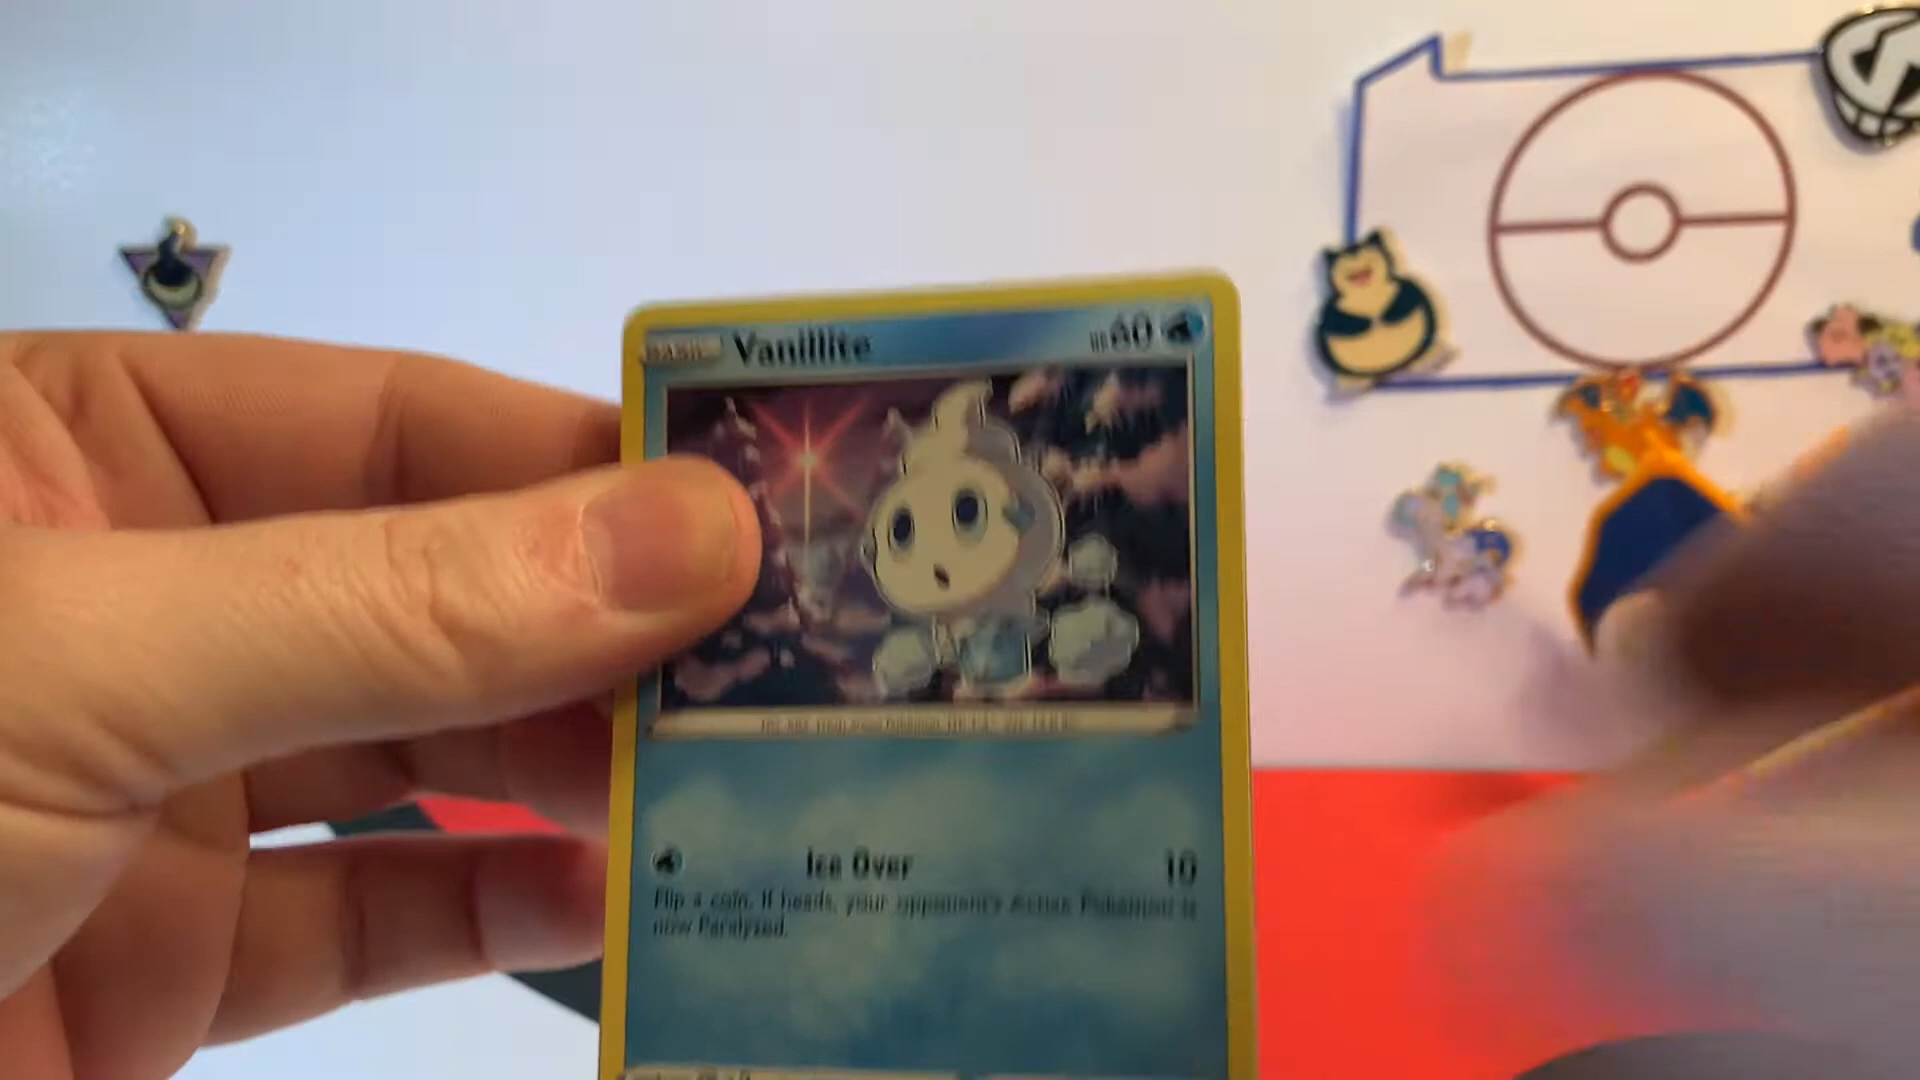 BASIC Vanillite HP 60
Ice Over 10
Flip a coin. If heads, your opponent's Active Pokémon is
now Paralyzed.